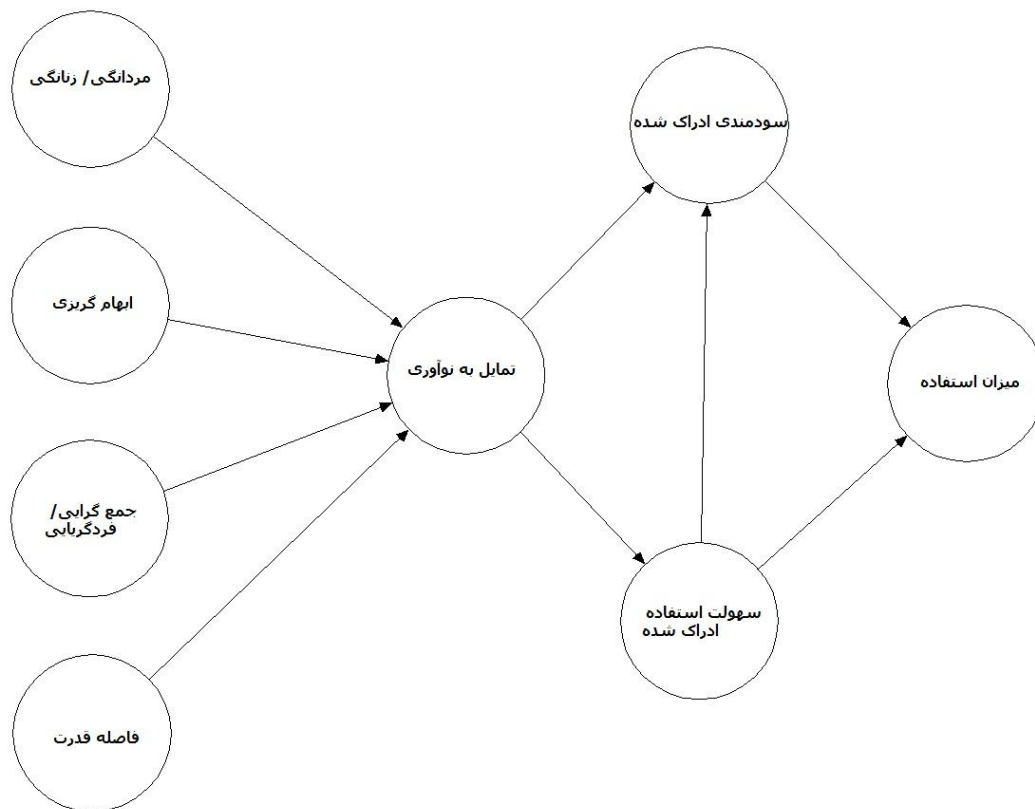 مردانگی/ زنانگی
ابهام گریزی
جمع گرایی/
فردگریایی
فاصله قدرت
تمایل به نوآوری
سودمندی ادراک شده
سهولت استفاده
ادراک شده
میزان استفاده